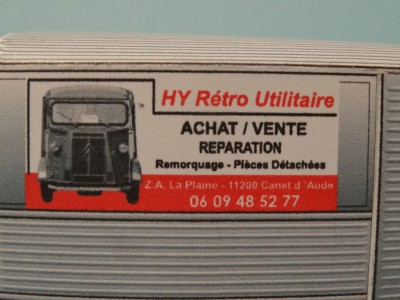 HY Rétro Utilitaire
ACHAT / VENTE
REPARATION
Remorquage - Pièces Détachées
Z.A. La Plaine - 11200 Canet d'Aude
06 09 48 52 77